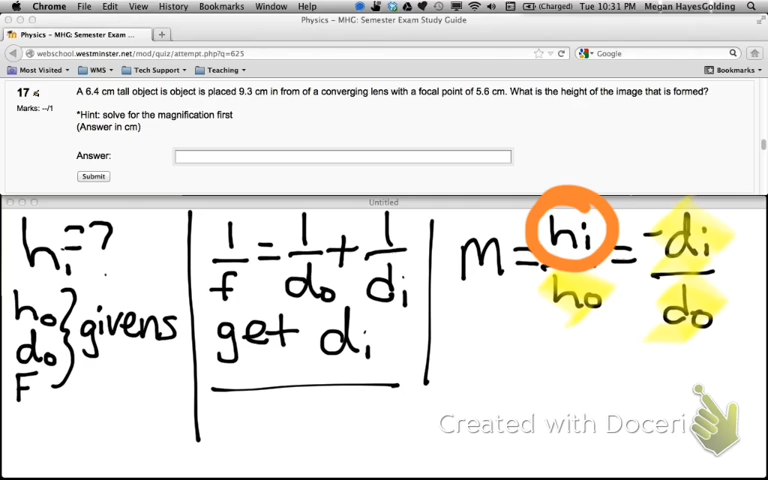 Chrome File Edit View History Bookmarks Window Help (Charged) Tue 10:31 PM Megan HayesGolding
Physics – MHG: Semester Exam Study Guide
Physics – MHG: Semester Exam ...
webschool.westminster.net/mod/quiz/attempt.php?q=625
Google
Most Visited WMS Tech Support Teaching Bookmarks
17
Marks: --/1
A 6.4 cm tall object is object is placed 9.3 cm in from of a converging lens with a focal point of 5.6 cm. What is the height of the image that is formed?
*Hint: solve for the magnification first
(Answer in cm)
Answer:
Submit
Untitled
hi = ?
ho
do } givens
F
1/f = 1/do + 1/di
get di
M = hi/ho = -di/do
Created with Doceri